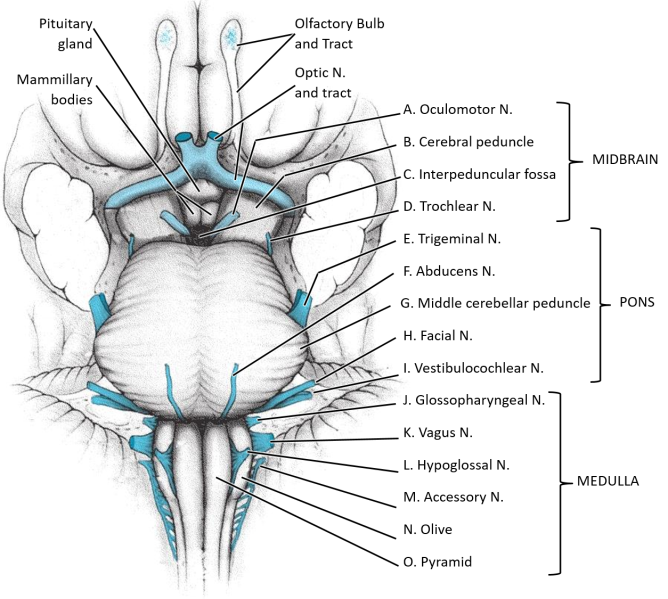 Pituitary
gland
Olfactory Bulb
and Tract
Mammillary
bodies
Optic N.
and tract
A. Oculomotor N.
B. Cerebral peduncle
C. Interpeduncular fossa
D. Trochlear N.
MIDBRAIN
E. Trigeminal N.
F. Abducens N.
G. Middle cerebellar peduncle
H. Facial N.
I. Vestibulocochlear N.
PONS
J. Glossopharyngeal N.
K. Vagus N.
L. Hypoglossal N.
M. Accessory N.
N. Olive
O. Pyramid
MEDULLA